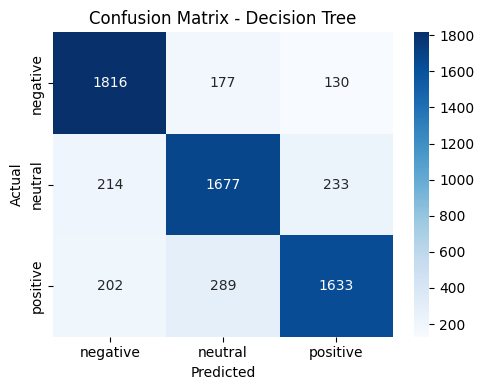 Confusion Matrix - Decision Tree
negative
1816 177 130
Actual
neutral
214 1677 233
positive
202 289 1633
negative neutral positive
Predicted
1800
1600
1400
1200
1000
800
600
400
200